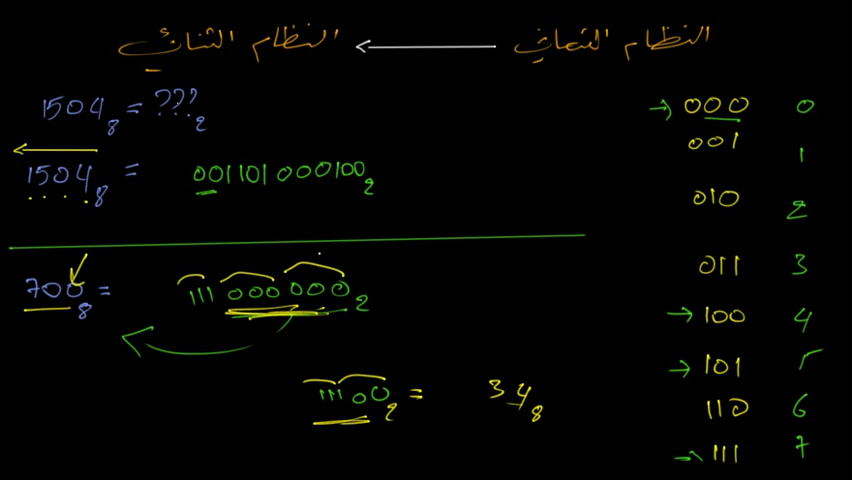 النظام الثماني ← النظام الثنائي
1504₈ = ???₂
1504₈ = 001101000100₂
700₈ = 111000000₂
11100₂ = 34₈
000 0
001 1
010 2
011 3
100 4
101 5
110 6
111 7